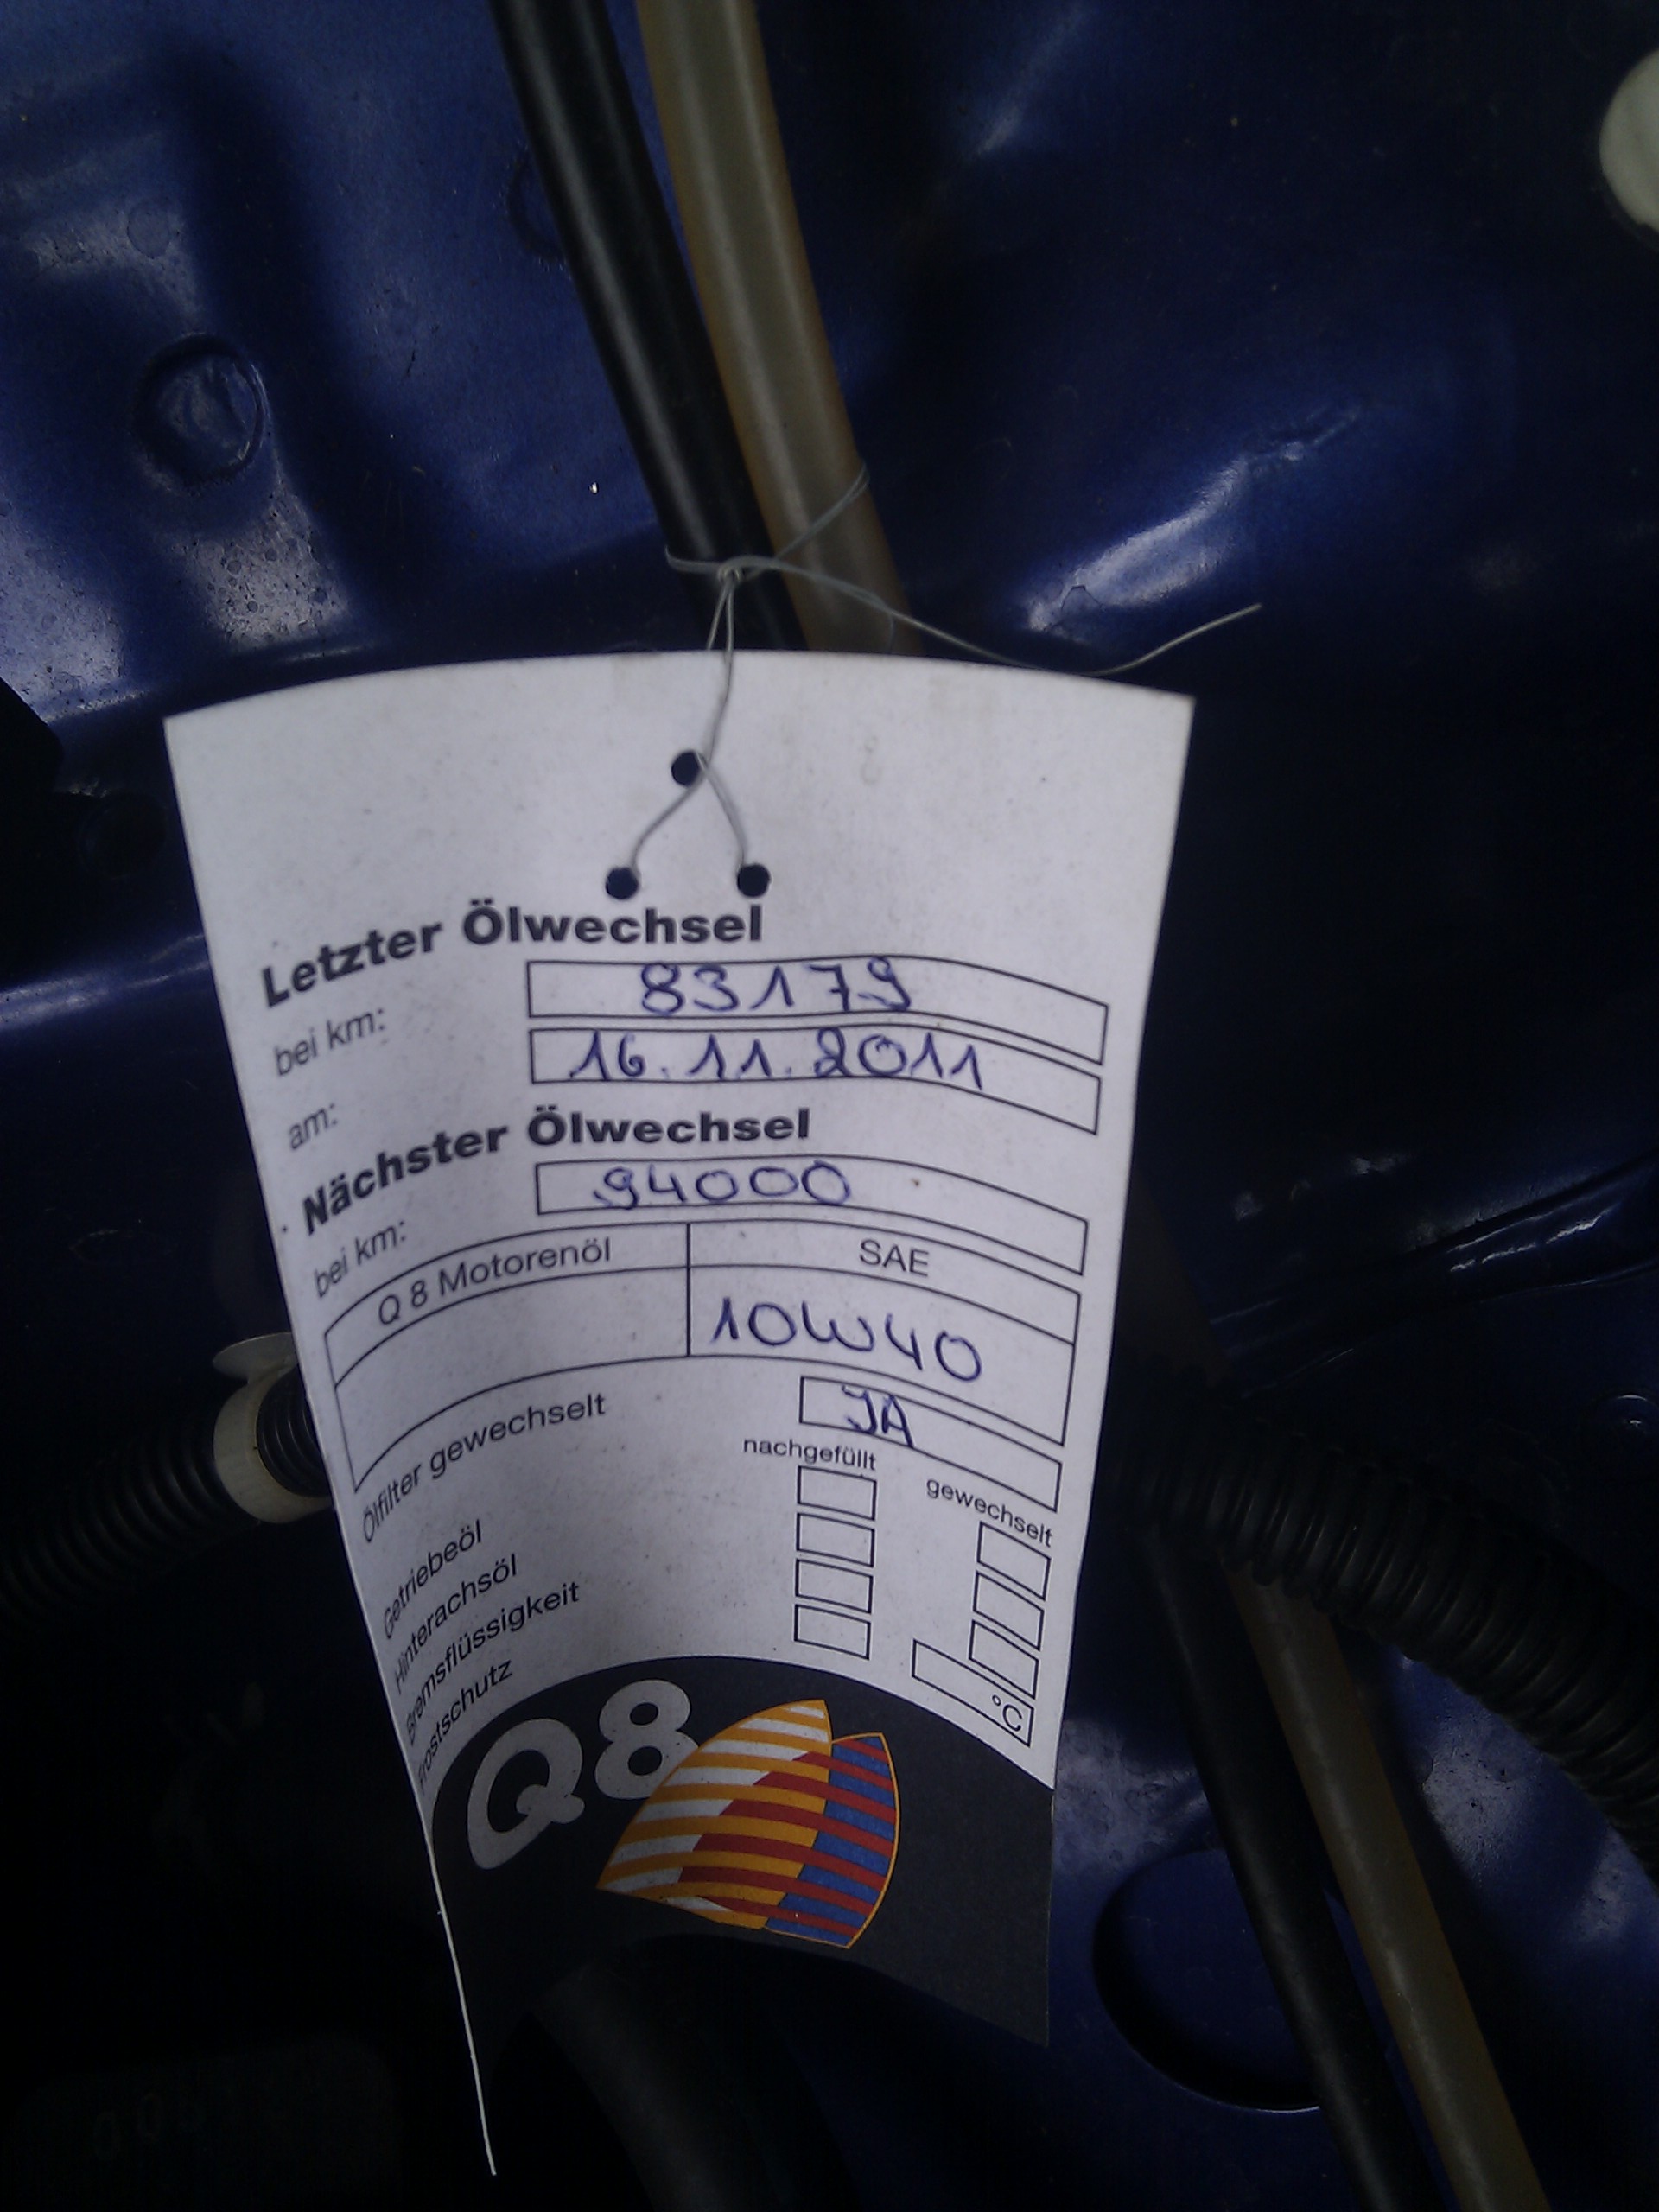 Letzter Ölwechsel
bei km: 83179
am: 16.11.2011
Nächster Ölwechsel
bei km: 94000
Q 8 Motorenöl SAE
10W40
Ölfilter gewechselt JA
nachgefüllt gewechselt
Getriebeöl
Hinterachsöl
Bremsflüssigkeit
Frostschutz °C
Q8